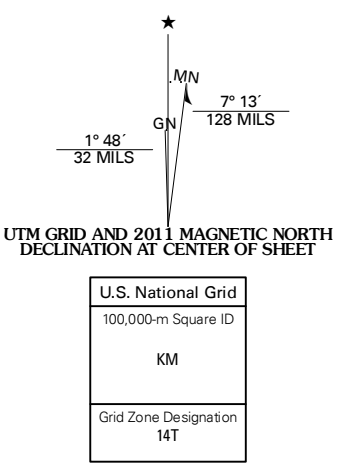 ★
MN
GN
7° 13´
128 MILS
1° 48´
32 MILS
UTM GRID AND 2011 MAGNETIC NORTH
DECLINATION AT CENTER OF SHEET
U.S. National Grid
100,000-m Square ID
KM
Grid Zone Designation
14T